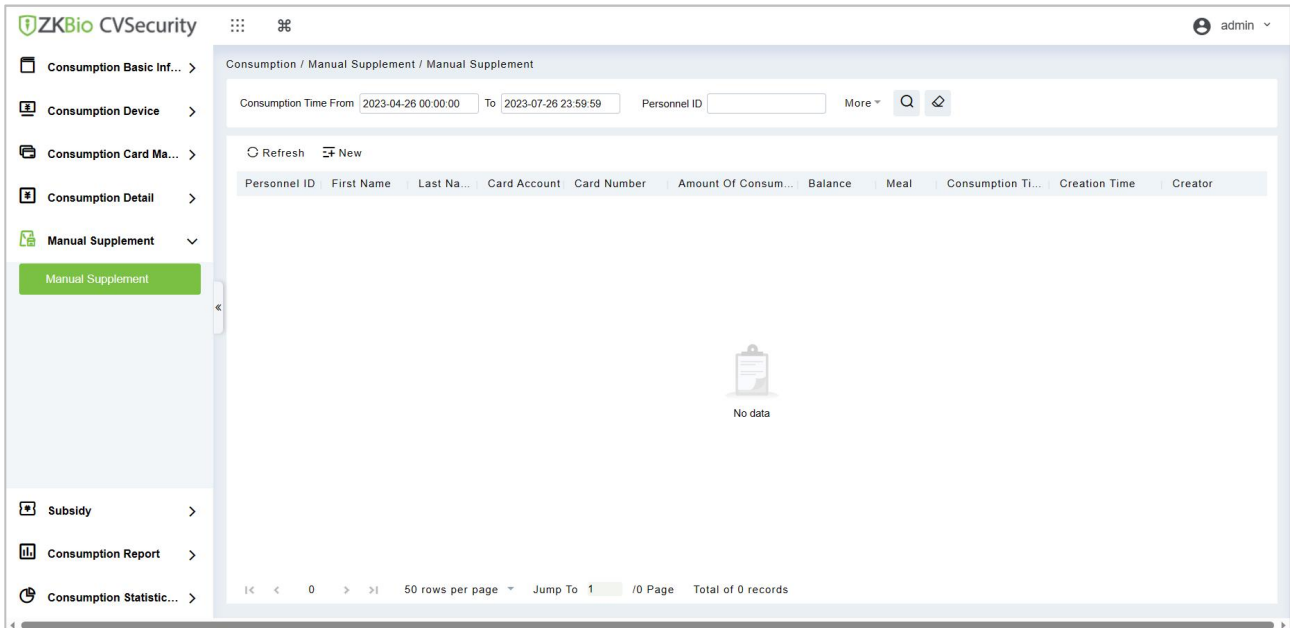 ZKBio CVSecurity
admin
Consumption Basic Inf...
Consumption Device
Consumption Card Ma...
Consumption Detail
Manual Supplement
Manual Supplement
Subsidy
Consumption Report
Consumption Statistic...
Consumption / Manual Supplement / Manual Supplement
Consumption Time From 2023-04-26 00:00:00 To 2023-07-26 23:59:59 Personnel ID More
Refresh New
Personnel ID First Name Last Na... Card Account Card Number Amount Of Consum... Balance Meal Consumption Ti... Creation Time Creator
No data
0 50 rows per page Jump To 1 /0 Page Total of 0 records